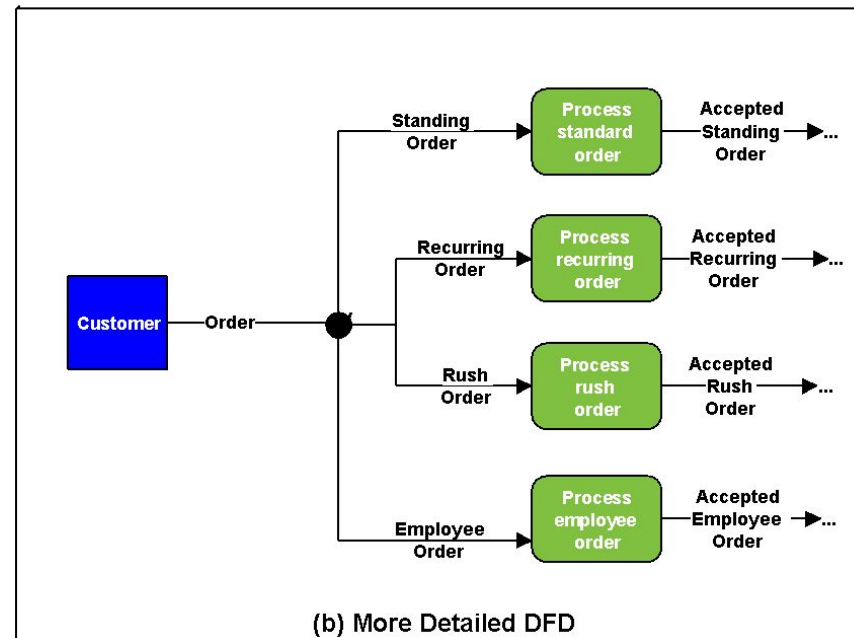 Customer
Order
Standing
Order
Process
standard
order
Accepted
Standing
Order
...
Recurring
Order
Process
recurring
order
Accepted
Recurring
Order
...
Rush
Order
Process
rush
order
Accepted
Rush
Order
...
Employee
Order
Process
employee
order
Accepted
Employee
Order
...
(b) More Detailed DFD